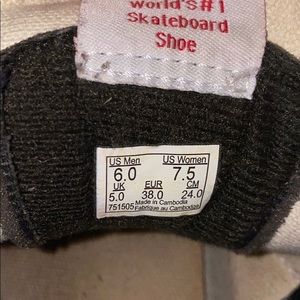 World's #1
Skateboard
Shoe
US Men US Women
6.0 7.5
UK EUR CM
5.0 38.0 24.0
751505 Made in Cambodia
Fabrique au Cambodge